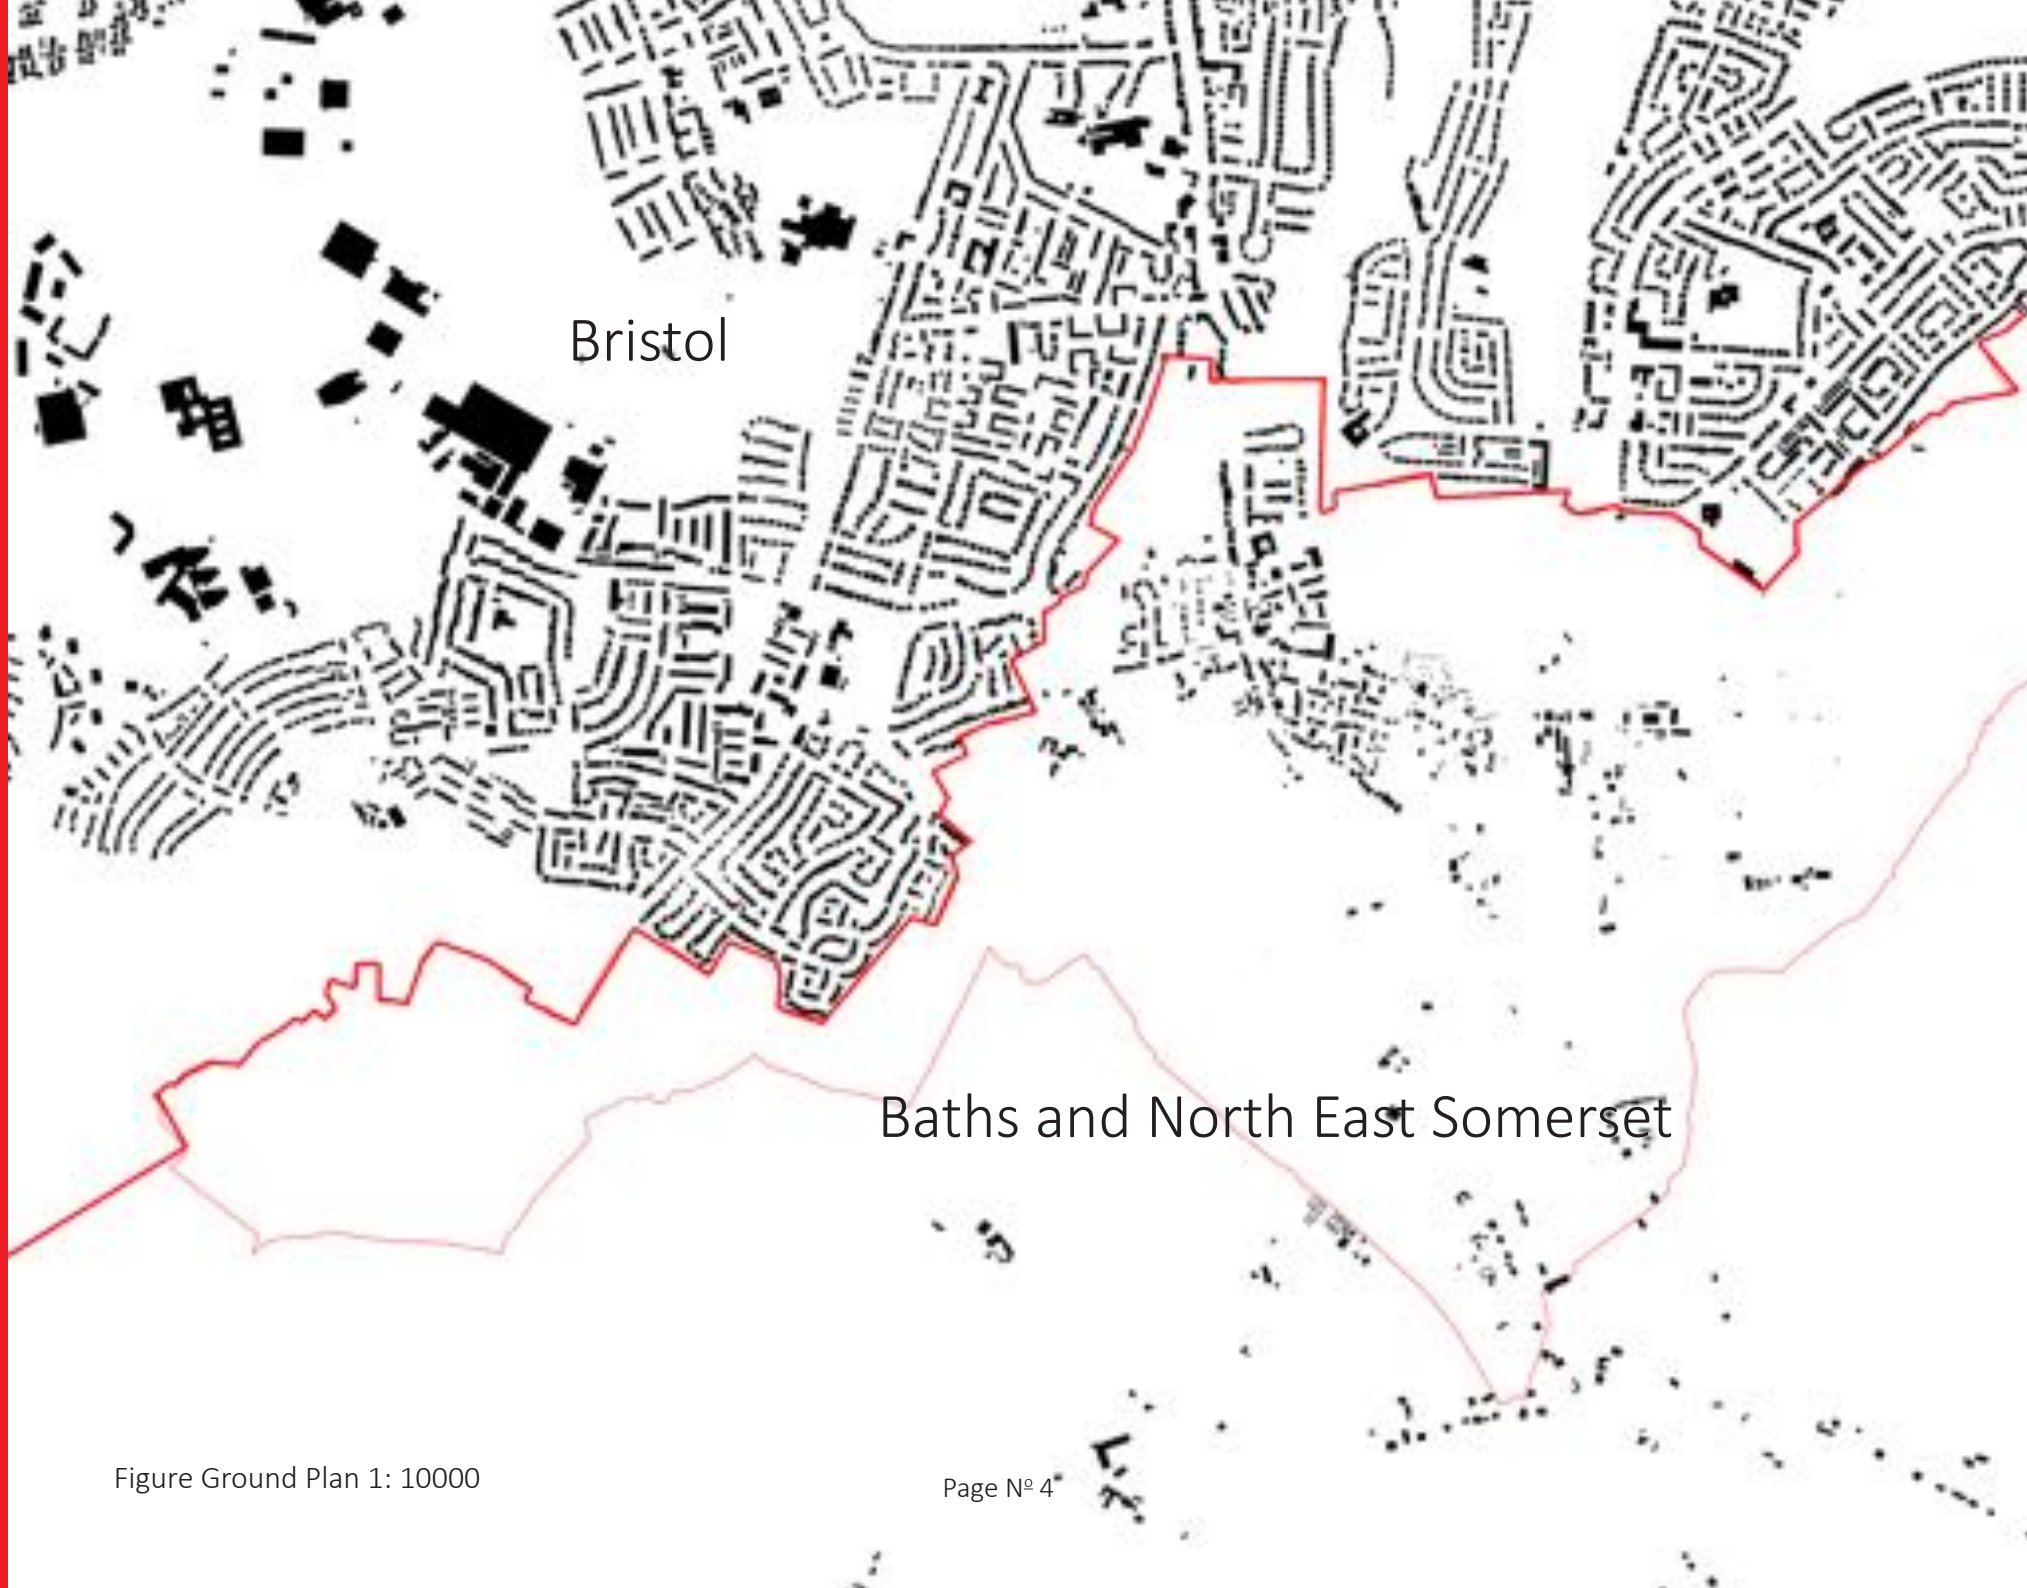 Bristol
Baths and North East Somerset
Figure Ground Plan 1: 10000
Page Nº 4